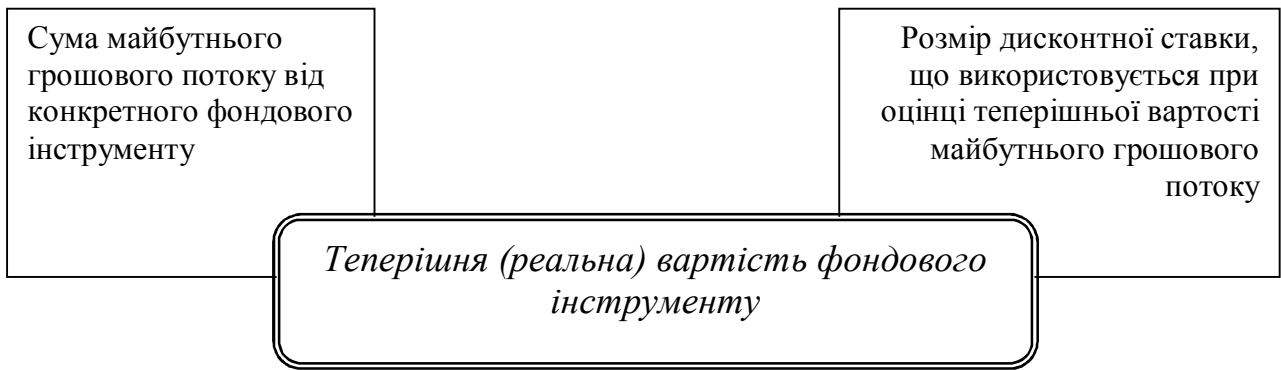 Сума майбутнього
грошового потоку від
конкретного фондового
інструменту
Розмір дисконтної ставки,
що використовується при
оцінці теперішньої вартості
майбутнього грошового
потоку
Теперішня (реальна) вартість фондового
інструменту